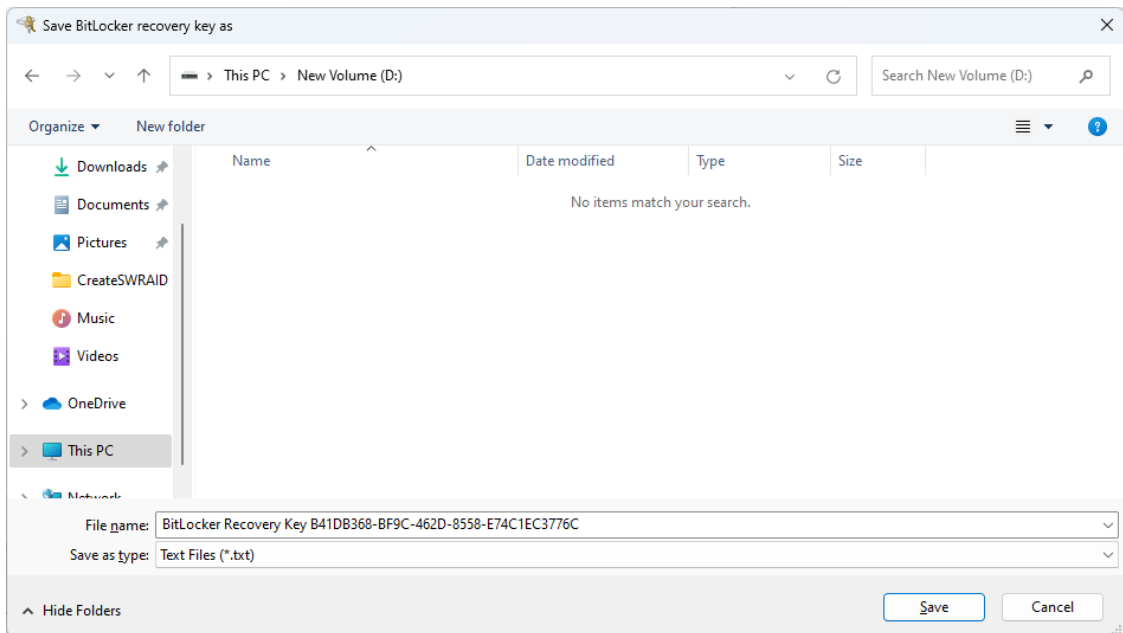 Save BitLocker recovery key as
This PC > New Volume (D:)
Search New Volume (D:)
Organize
New folder
Name
Date modified
Type
Size
No items match your search.
Downloads
Documents
Pictures
CreateSWRAID
Music
Videos
OneDrive
This PC
Network
File name: BitLocker Recovery Key B41DB368-BF9C-462D-8558-E74C1EC3776C
Save as type: Text Files (*.txt)
Hide Folders
Save
Cancel